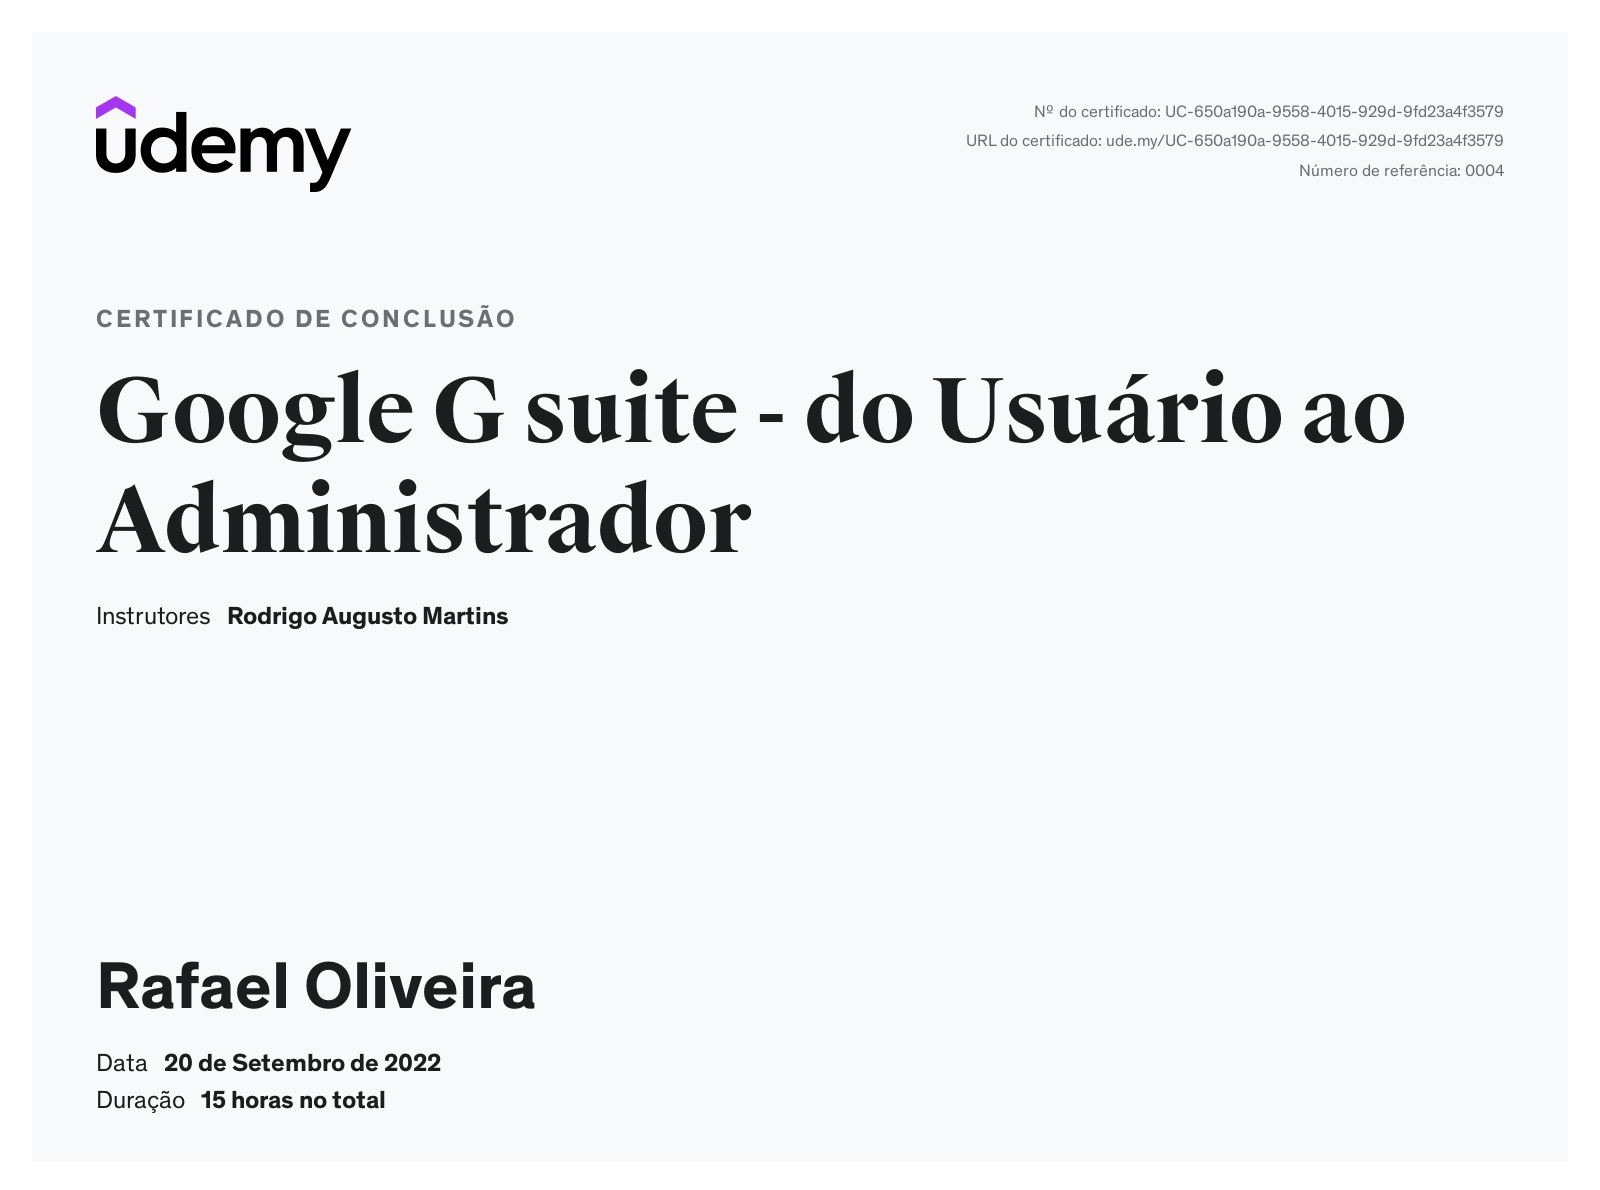 udemy
Nº do certificado: UC-650a190a-9558-4015-929d-9fd23a4f3579
URL do certificado: ude.my/UC-650a190a-9558-4015-929d-9fd23a4f3579
Número de referência: 0004
CERTIFICADO DE CONCLUSÃO
Google G suite - do Usuário ao
Administrador
Instrutores Rodrigo Augusto Martins
Rafael Oliveira
Data 20 de Setembro de 2022
Duração 15 horas no total